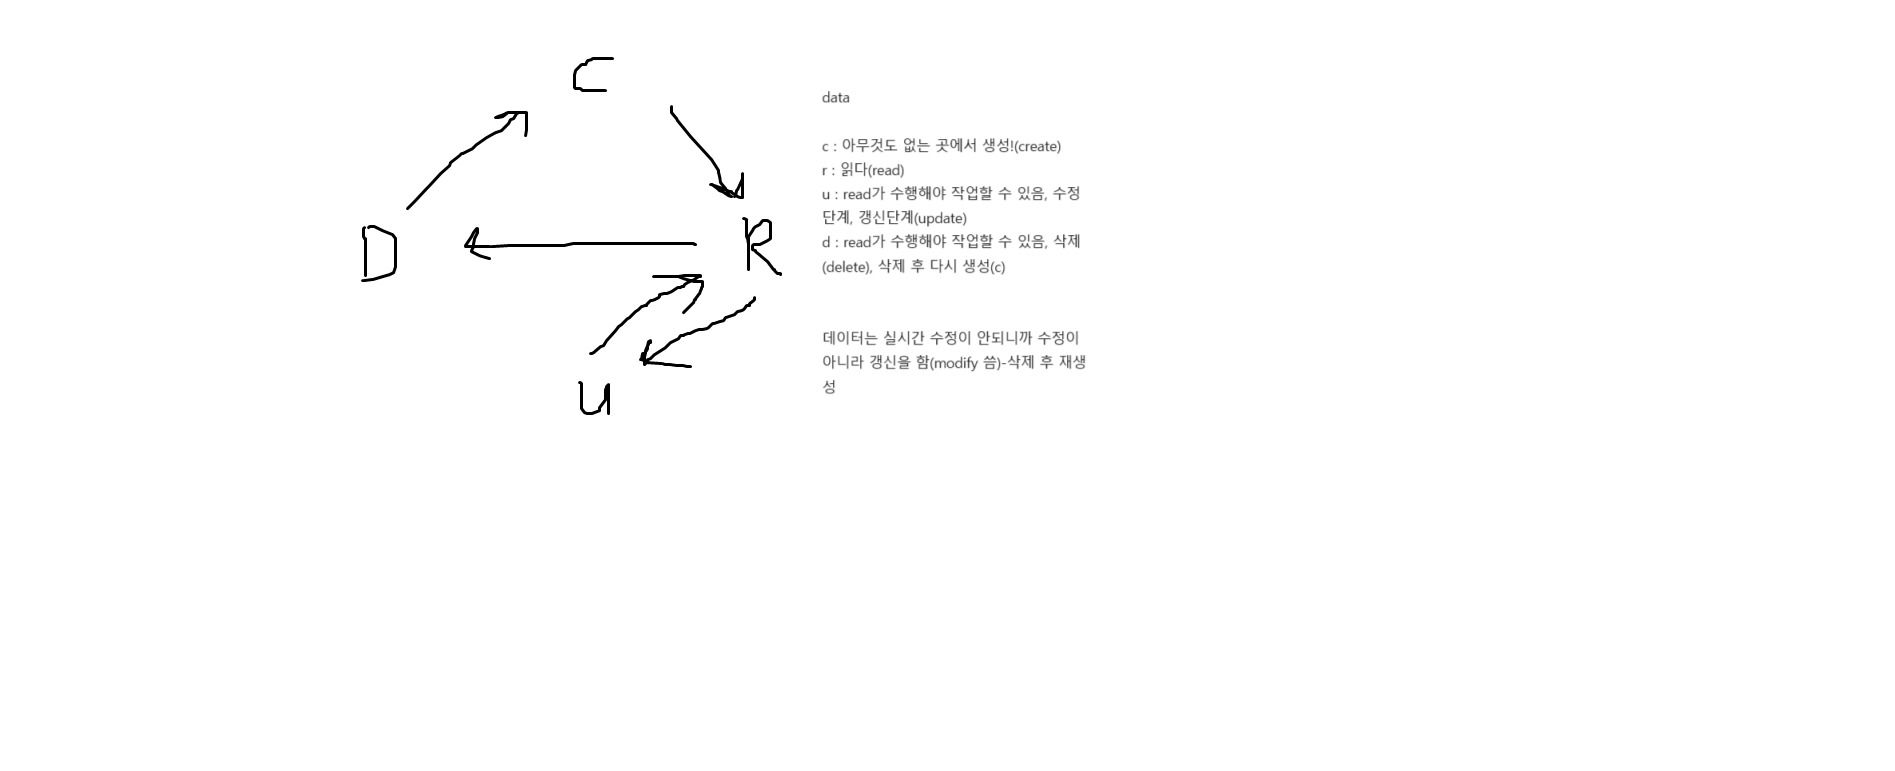 C
data
c : 아무것도 없는 곳에서 생성!(create)
r : 읽다(read)
u : read가 수행해야 작업할 수 있음, 수정
단계, 갱신단계(update)
d : read가 수행해야 작업할 수 있음, 삭제
(delete), 삭제 후 다시 생성(c)
D
R
u
데이터는 실시간 수정이 안되니까 수정이
아니라 갱신을 함(modify 씀)-삭제 후 재생
성